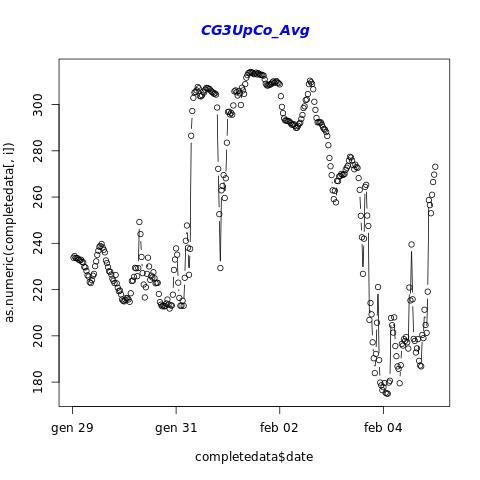 CG3UpCo_Avg
as.numeric(completedata[, i])
300
280
260
240
220
200
180
gen 29
gen 31
feb 02
feb 04
completedata$date